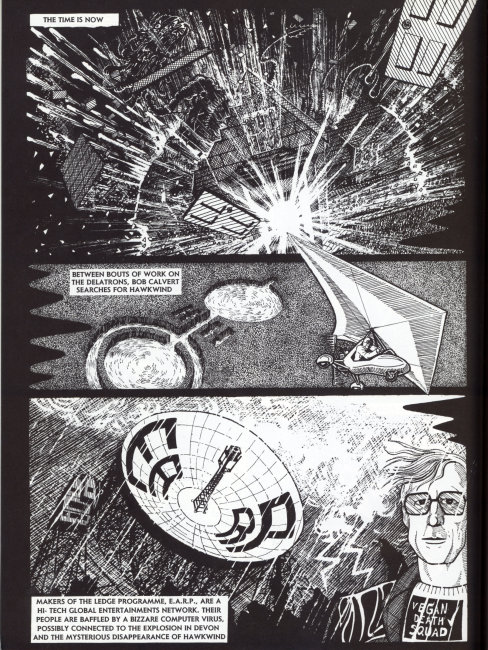 THE TIME IS NOW
BETWEEN BOUTS OF WORK ON
THE DELATRONS, BOB CALVERT
SEARCHES FOR HAWKWIND
VEGAN
DEATH
SQUAD
MAKERS OF THE LEDGE PROGRAMME, E.A.R.P., ARE A
HI- TECH GLOBAL ENTERTAINMENTS NETWORK. THEIR
PEOPLE ARE BAFFLED BY A BIZZARE COMPUTER VIRUS,
POSSIBLY CONNECTED TO THE EXPLOSION IN DEVON
AND THE MYSTERIOUS DISAPPEARANCE OF HAWKWIND